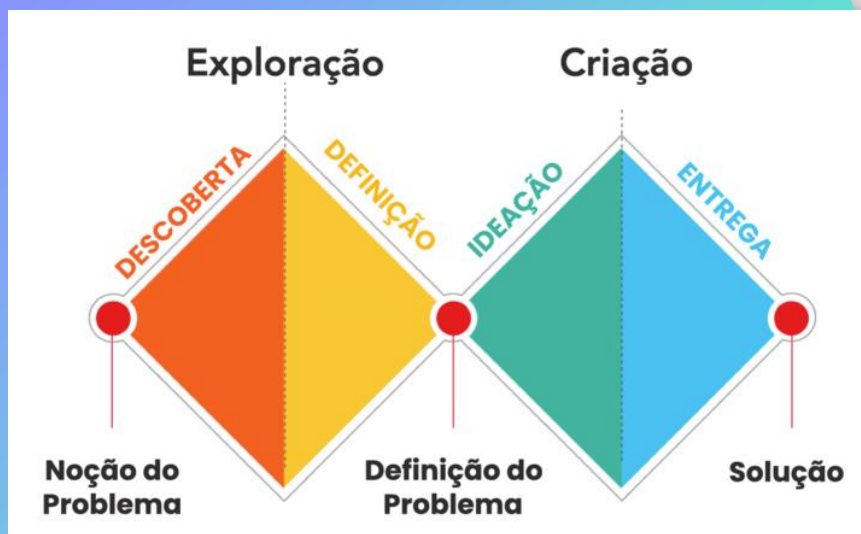 Exploração
Criação
DESCOBERTA
DEFINIÇÃO
IDEAÇÃO
ENTREGA
Noção do
Problema
Definição do
Problema
Solução